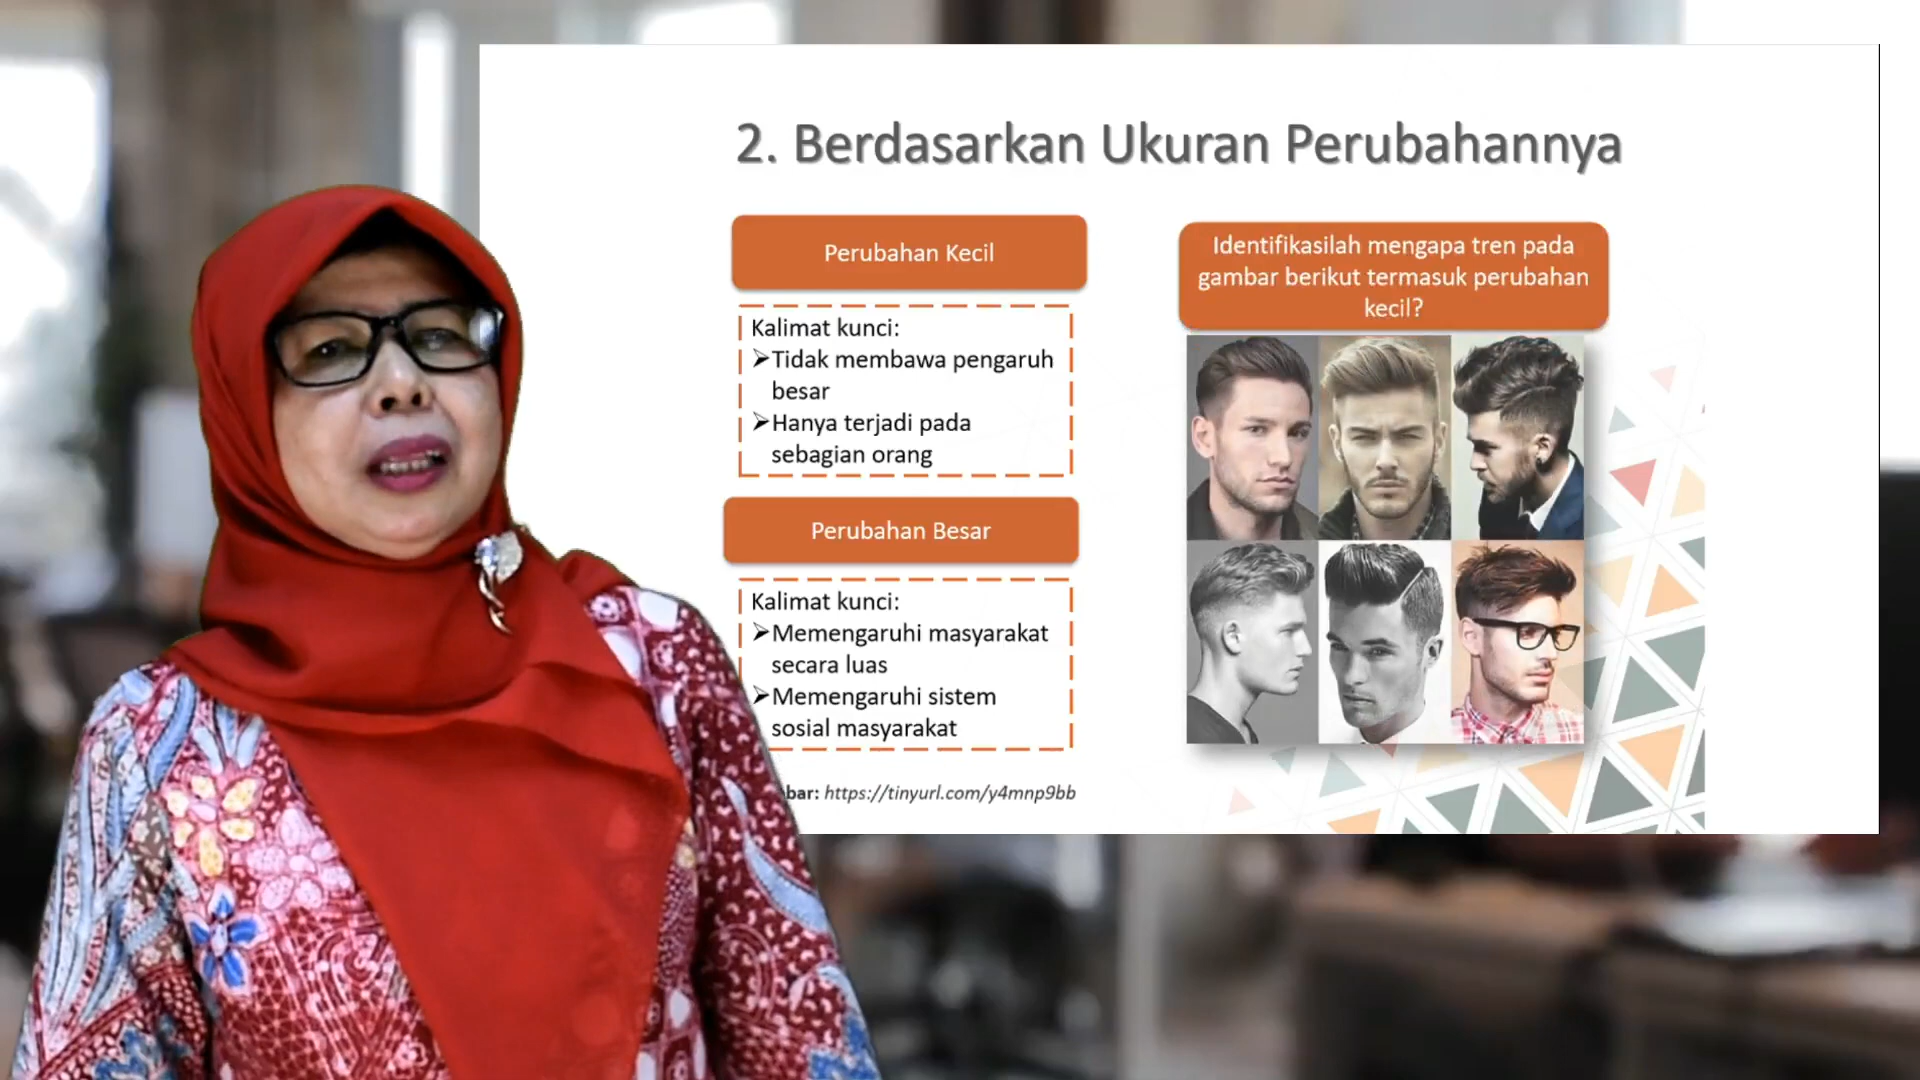 2. Berdasarkan Ukuran Perubahannya
Perubahan Kecil
Kalimat kunci:
➢Tidak membawa pengaruh
besar
➢Hanya terjadi pada
sebagian orang
Perubahan Besar
Kalimat kunci:
➢Memengaruhi masyarakat
secara luas
➢Memengaruhi sistem
sosial masyarakat
bar: https://tinyurl.com/y4mnp9bb
Identifikasilah mengapa tren pada
gambar berikut termasuk perubahan
kecil?